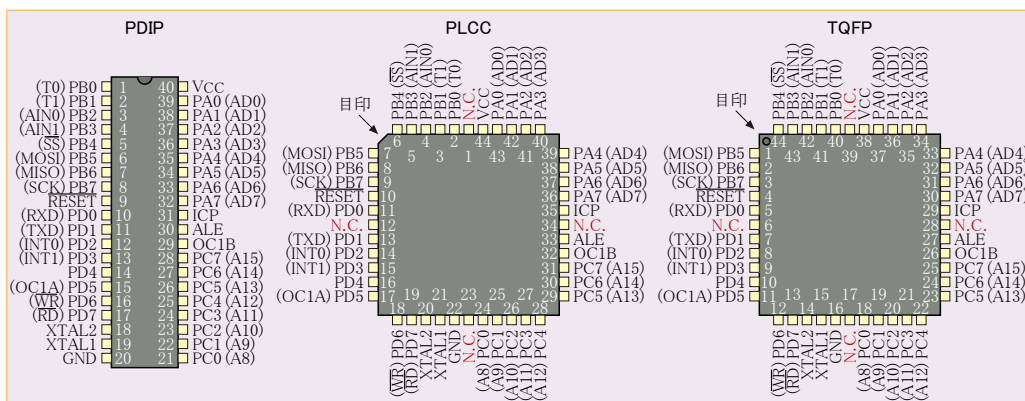 PDIP
(T0) PB0 1
(T1) PB1 2
(AIN0) PB2 3
(AIN1) PB3 4
(SS) PB4 5
(MOSI) PB5 6
(MISO) PB6 7
(SCK) PB7 8
RESET 9
(RXD) PD0 10
(TXD) PD1 11
(INT0) PD2 12
(INT1) PD3 13
PD4 14
(OC1A) PD5 15
(WR) PD6 16
(RD) PD7 17
XTAL2 18
XTAL1 19
GND 20
40 VCC
39 PA0 (AD0)
38 PA1 (AD1)
37 PA2 (AD2)
36 PA3 (AD3)
35 PA4 (AD4)
34 PA5 (AD5)
33 PA6 (AD6)
32 PA7 (AD7)
31 ICP
30 ALE
29 OC1B
28 PC7 (A15)
27 PC6 (A14)
26 PC5 (A13)
25 PC4 (A12)
24 PC3 (A11)
23 PC2 (A10)
22 PC1 (A9)
21 PC0 (A8)
PLCC
目印
PB4 (SS) 6
PB3 (AIN1) 5
PB2 (AIN0) 4
PB1 (T1) 3
PB0 (T0) 2
N.C. 1
VCC 44
PA0 (AD0) 43
PA1 (AD1) 42
PA2 (AD2) 41
PA3 (AD3) 40
(MOSI) PB5 7
(MISO) PB6 8
(SCK) PB7 9
RESET 10
(RXD) PD0 11
N.C. 12
(TXD) PD1 13
(INT0) PD2 14
(INT1) PD3 15
PD4 16
(OC1A) PD5 17
39 PA4 (AD4)
38 PA5 (AD5)
37 PA6 (AD6)
36 PA7 (AD7)
35 ICP
34 N.C.
33 ALE
32 OC1B
31 PC7 (A15)
30 PC6 (A14)
29 PC5 (A13)
18 (WR) PD6
19 (RD) PD7
20 XTAL2
21 XTAL1
22 GND
23 N.C.
24 (A8) PC0
25 (A9) PC1
26 (A10) PC2
27 (A11) PC3
28 (A12) PC4
TQFP
目印
PB4 (SS) 44
PB3 (AIN1) 43
PB2 (AIN0) 42
PB1 (T1) 41
PB0 (T0) 40
N.C. 39
VCC 38
PA0 (AD0) 37
PA1 (AD1) 36
PA2 (AD2) 35
PA3 (AD3) 34
(MOSI) PB5 1
(MISO) PB6 2
(SCK) PB7 3
RESET 4
(RXD) PD0 5
N.C. 6
(TXD) PD1 7
(INT0) PD2 8
(INT1) PD3 9
PD4 10
(OC1A) PD5 11
33 PA4 (AD4)
32 PA5 (AD5)
31 PA6 (AD6)
30 PA7 (AD7)
29 ICP
28 N.C.
27 ALE
26 OC1B
25 PC7 (A15)
24 PC6 (A14)
23 PC5 (A13)
12 (WR) PD6
13 (RD) PD7
14 XTAL2
15 XTAL1
16 GND
17 N.C.
18 (A8) PC0
19 (A9) PC1
20 (A10) PC2
21 (A11) PC3
22 (A12) PC4